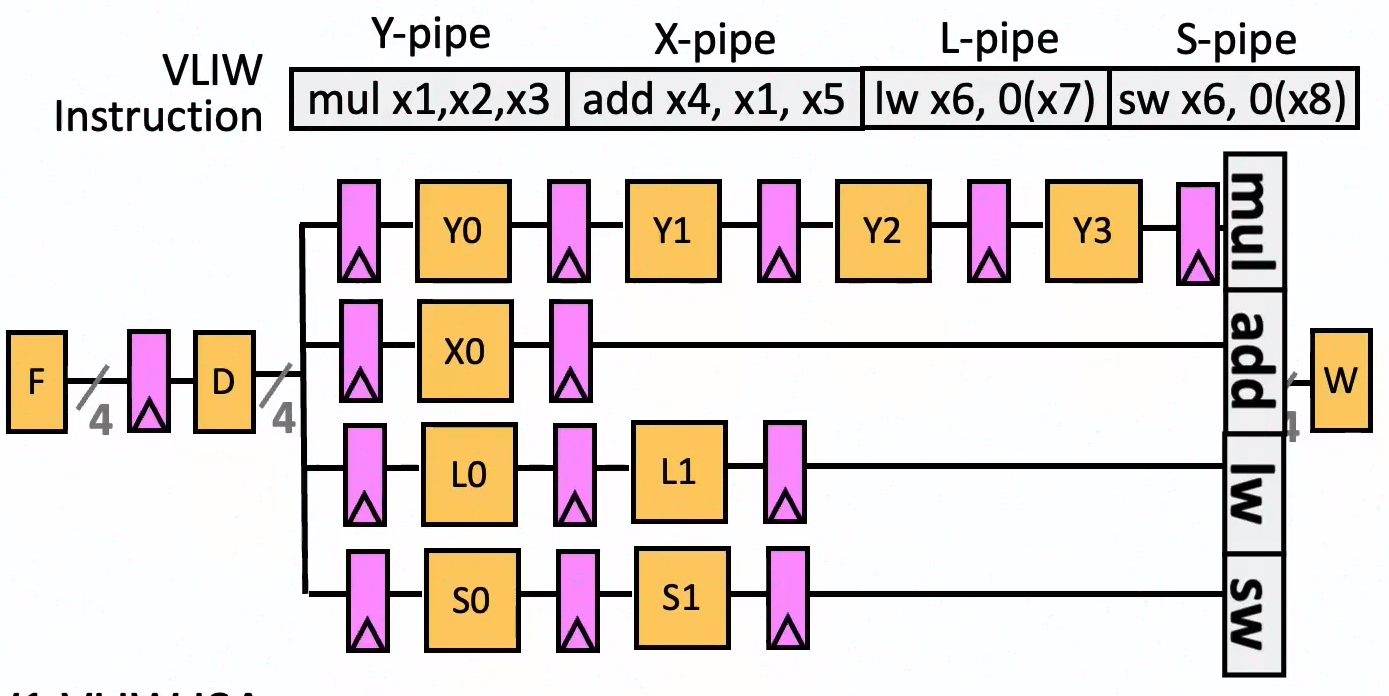 Y-pipe X-pipe L-pipe S-pipe
VLIW
Instruction
mul x1,x2,x3 add x4, x1, x5 lw x6, 0(x7) sw x6, 0(x8)
Y0 Y1 Y2 Y3 mul
X0 add
F 4 D 4 W 4
L0 L1 lw
S0 S1 sw
VLIW ISA